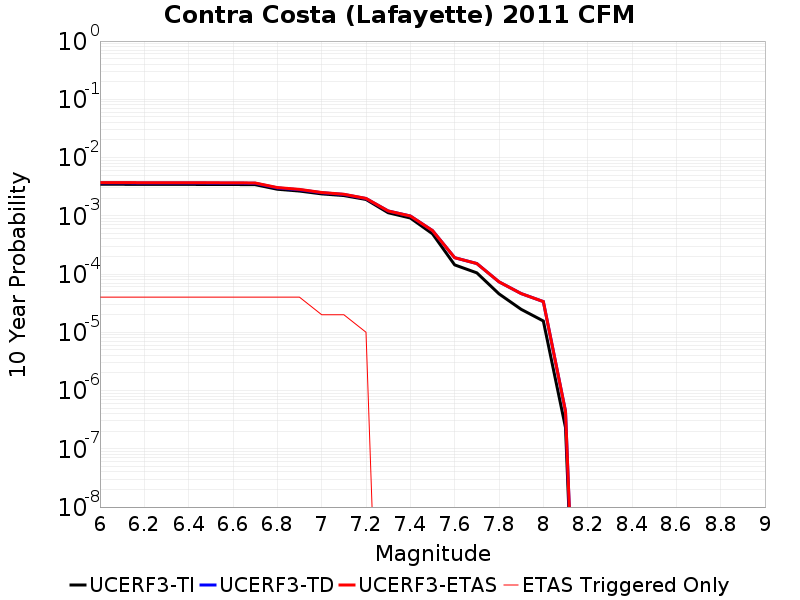 Contra Costa (Lafayette) 2011 CFM
10 Year Probability
10^0
10^-1
10^-2
10^-3
10^-4
10^-5
10^-6
10^-7
10^-8
6 6.2 6.4 6.6 6.8 7 7.2 7.4 7.6 7.8 8 8.2 8.4 8.6 8.8 9
Magnitude
UCERF3-TI UCERF3-TD UCERF3-ETAS ETAS Triggered Only